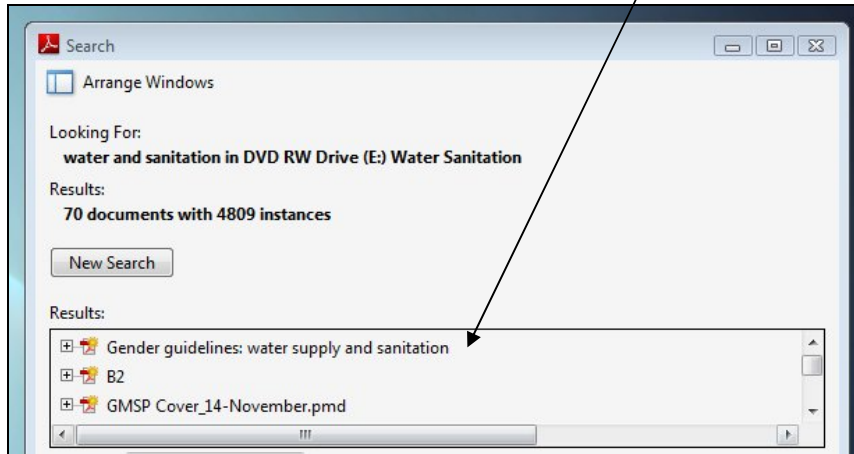 Search
Arrange Windows
Looking For:
water and sanitation in DVD RW Drive (E:) Water Sanitation
Results:
70 documents with 4809 instances
New Search
Results:
Gender guidelines: water supply and sanitation
B2
GMSP Cover_14-November.pmd